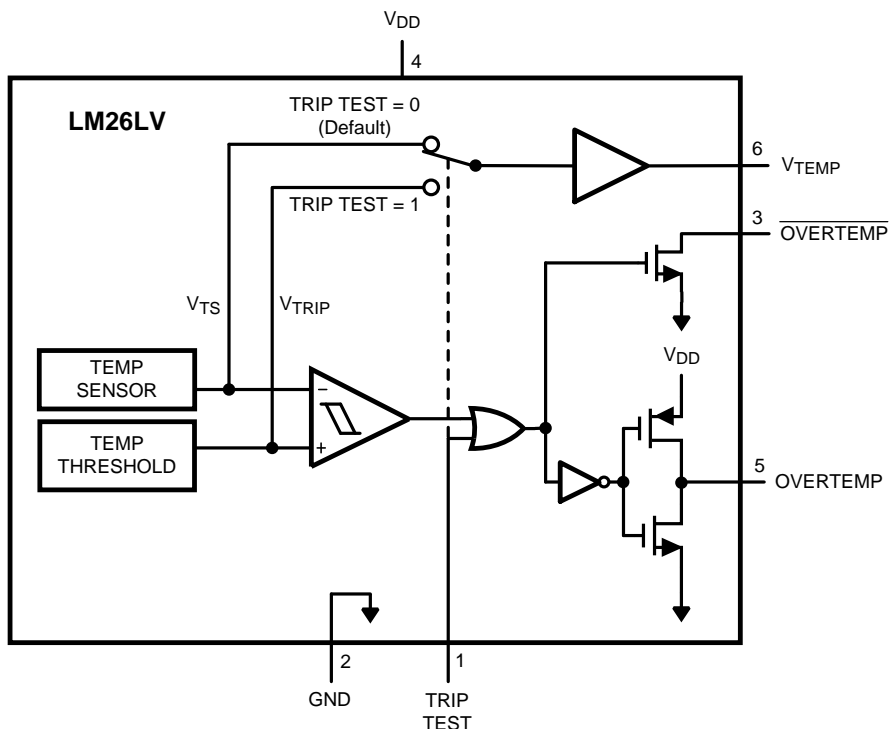 VDD
4
LM26LV
TRIP TEST = 0
(Default)
6
VTEMP
TRIP TEST = 1
3
OVERTEMP
VTS
VTRIP
VDD
TEMP
SENSOR
−
TEMP
THRESHOLD
+
5
OVERTEMP
2
1
GND
TRIP
TEST